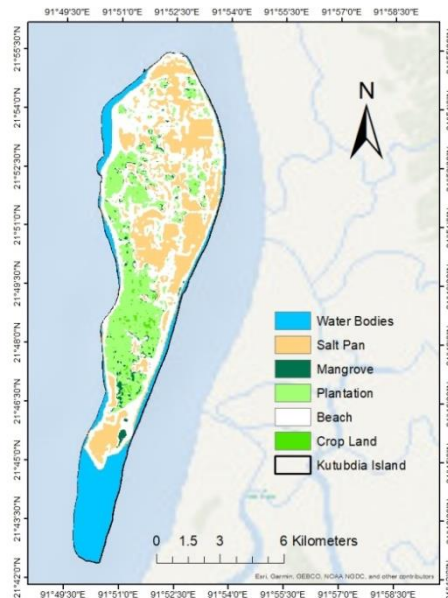 91°49'30"E 91°51'0"E 91°52'30"E 91°54'0"E 91°55'30"E 91°57'0"E 91°58'30"E
21°55'30"N
21°54'0"N
21°52'30"N
21°51'0"N
21°49'30"N
21°48'0"N
21°46'30"N
21°45'0"N
21°43'30"N
21°42'0"N
N
Water Bodies
Salt Pan
Mangrove
Plantation
Beach
Crop Land
Kutubdia Island
0 1.5 3 6 Kilometers
Esri, Garmin, GEBCO, NOAA NGDC, and other contributors
91°49'30"E 91°51'0"E 91°52'30"E 91°54'0"E 91°55'30"E 91°57'0"E 91°58'30"E